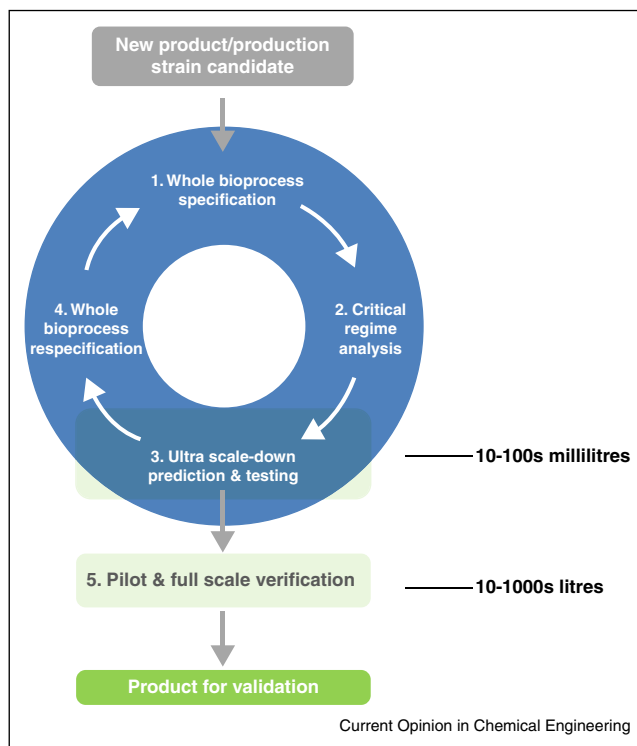 New product/production
strain candidate
1. Whole bioprocess
specification
2. Critical
regime
analysis
4. Whole
bioprocess
respecification
3. Ultra scale-down
prediction & testing
10-100s millilitres
5. Pilot & full scale verification
10-1000s litres
Product for validation
Current Opinion in Chemical Engineering